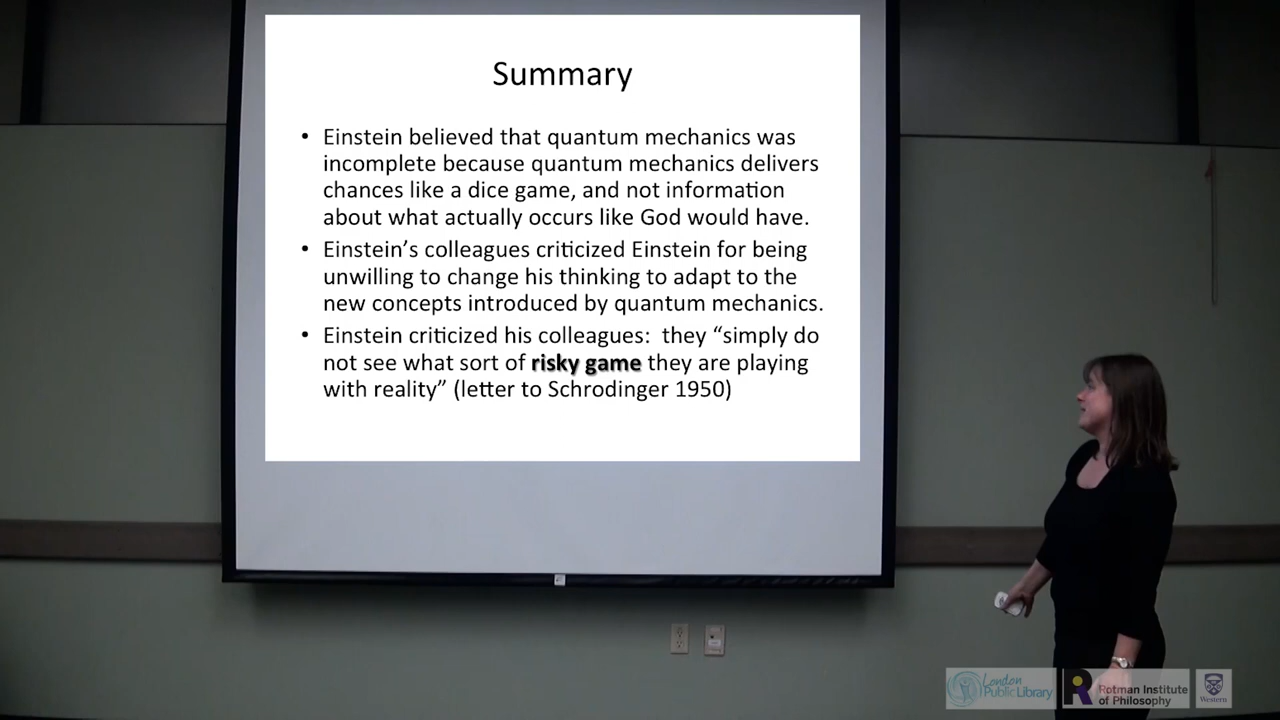 Summary
• Einstein believed that quantum mechanics was
incomplete because quantum mechanics delivers
chances like a dice game, and not information
about what actually occurs like God would have.
• Einstein’s colleagues criticized Einstein for being
unwilling to change his thinking to adapt to the
new concepts introduced by quantum mechanics.
• Einstein criticized his colleagues:  they “simply do
not see what sort of risky game they are playing
with reality” (letter to Schrodinger 1950)
London
Public Library
Rotman Institute
of Philosophy
Western